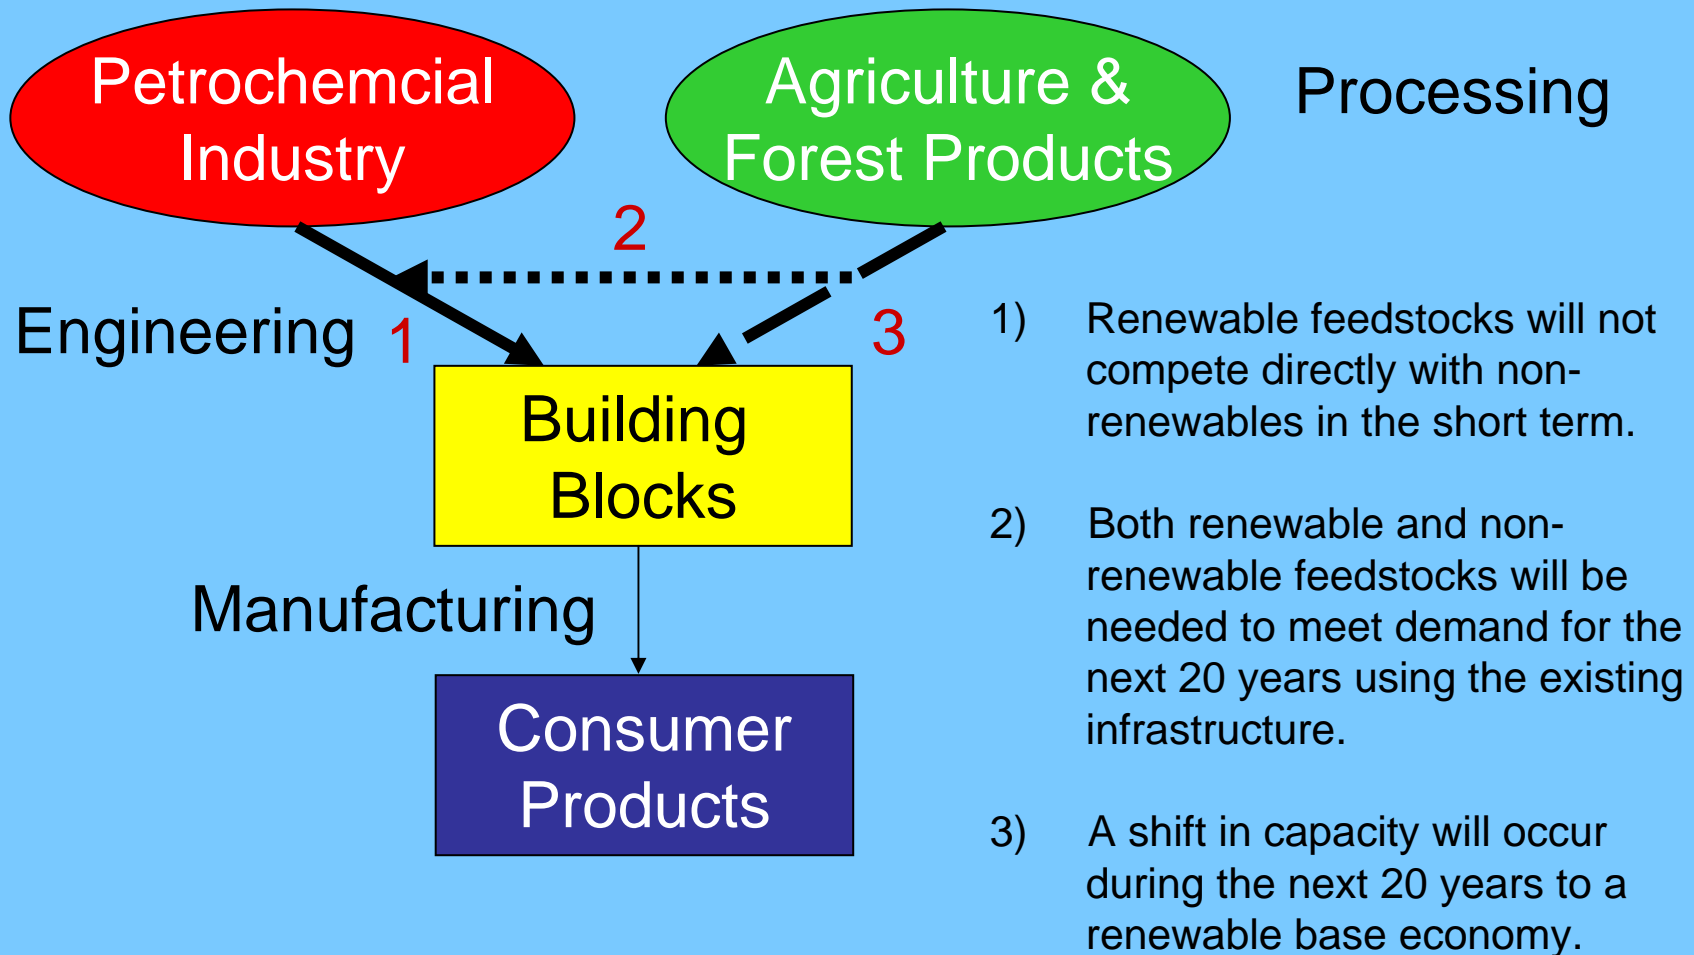 Petrochemcial
Industry
Agriculture &
Forest Products
Processing
2
Engineering
1
3
Building
Blocks
Manufacturing
Consumer
Products
1) Renewable feedstocks will not
compete directly with non-
renewables in the short term.
2) Both renewable and non-
renewable feedstocks will be
needed to meet demand for the
next 20 years using the existing
infrastructure.
3) A shift in capacity will occur
during the next 20 years to a
renewable base economy.